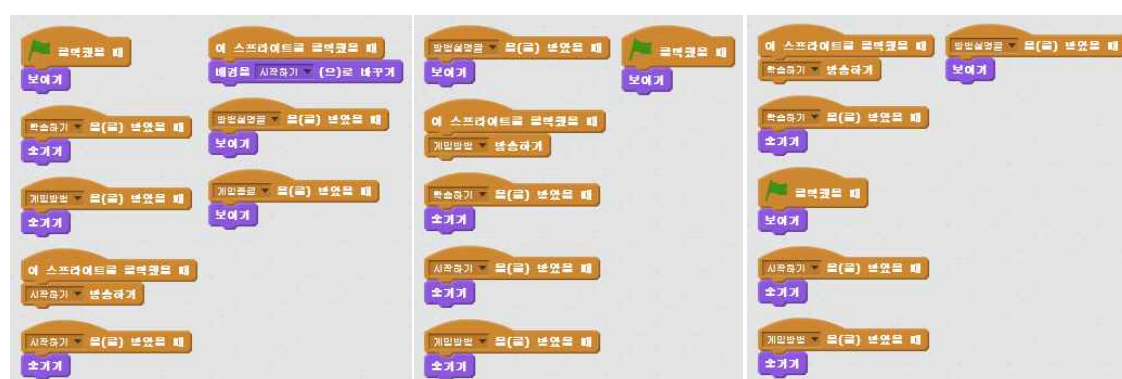 클릭했을 때
보이기
학습하기 을(를) 받았을 때
숨기기
게임방법 을(를) 받았을 때
숨기기
이 스프라이트를 클릭했을 때
시작하기 방송하기
시작하기 을(를) 받았을 때
숨기기
이 스프라이트를 클릭했을 때
배경을 시작하기 (으)로 바꾸기
방법설명끝 을(를) 받았을 때
보이기
게임종료 을(를) 받았을 때
보이기
방법설명끝 을(를) 받았을 때
보이기
이 스프라이트를 클릭했을 때
게임방법 방송하기
학습하기 을(를) 받았을 때
숨기기
시작하기 을(를) 받았을 때
숨기기
게임방법 을(를) 받았을 때
숨기기
클릭했을 때
보이기
이 스프라이트를 클릭했을 때
학습하기 방송하기
학습하기 을(를) 받았을 때
숨기기
클릭했을 때
보이기
시작하기 을(를) 받았을 때
숨기기
게임방법 을(를) 받았을 때
숨기기
방법설명끝 을(를) 받았을 때
보이기